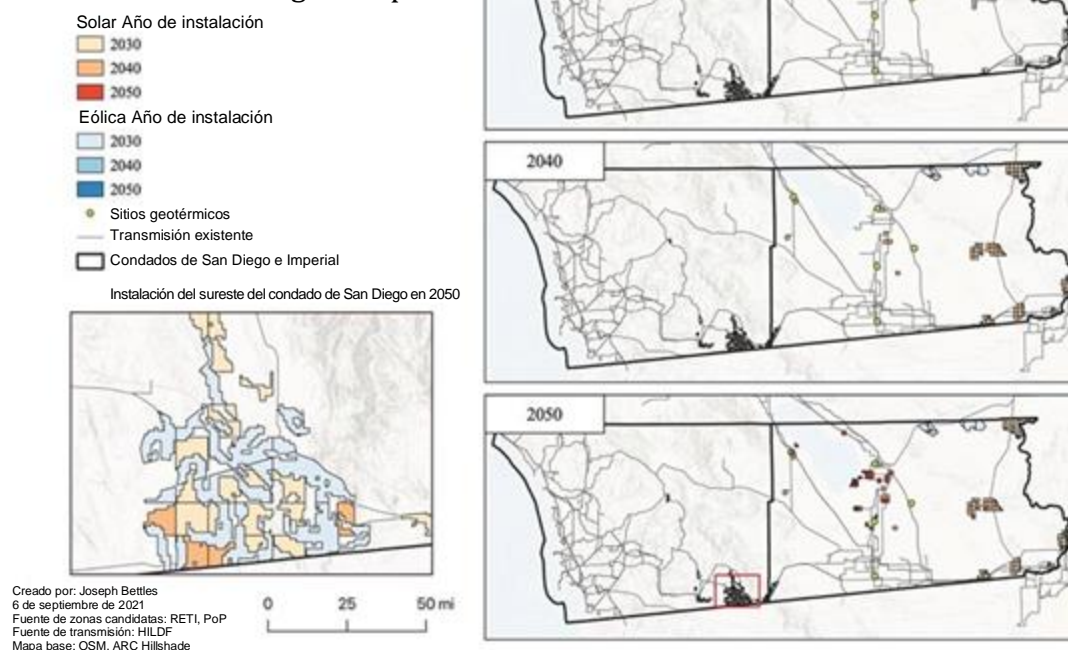 Solar Año de instalación
2030
2040
2050
Eólica Año de instalación
2030
2040
2050
Sitios geotérmicos
Transmisión existente
Condados de San Diego e Imperial
Instalación del sureste del condado de San Diego en 2050
Creado por: Joseph Bettles
6 de septiembre de 2021
Fuente de zonas candidatas: RETI, PoP
Fuente de transmisión: HILDF
Mapa base: OSM, ARC Hillshade
0 25 50 mi
2040
2050